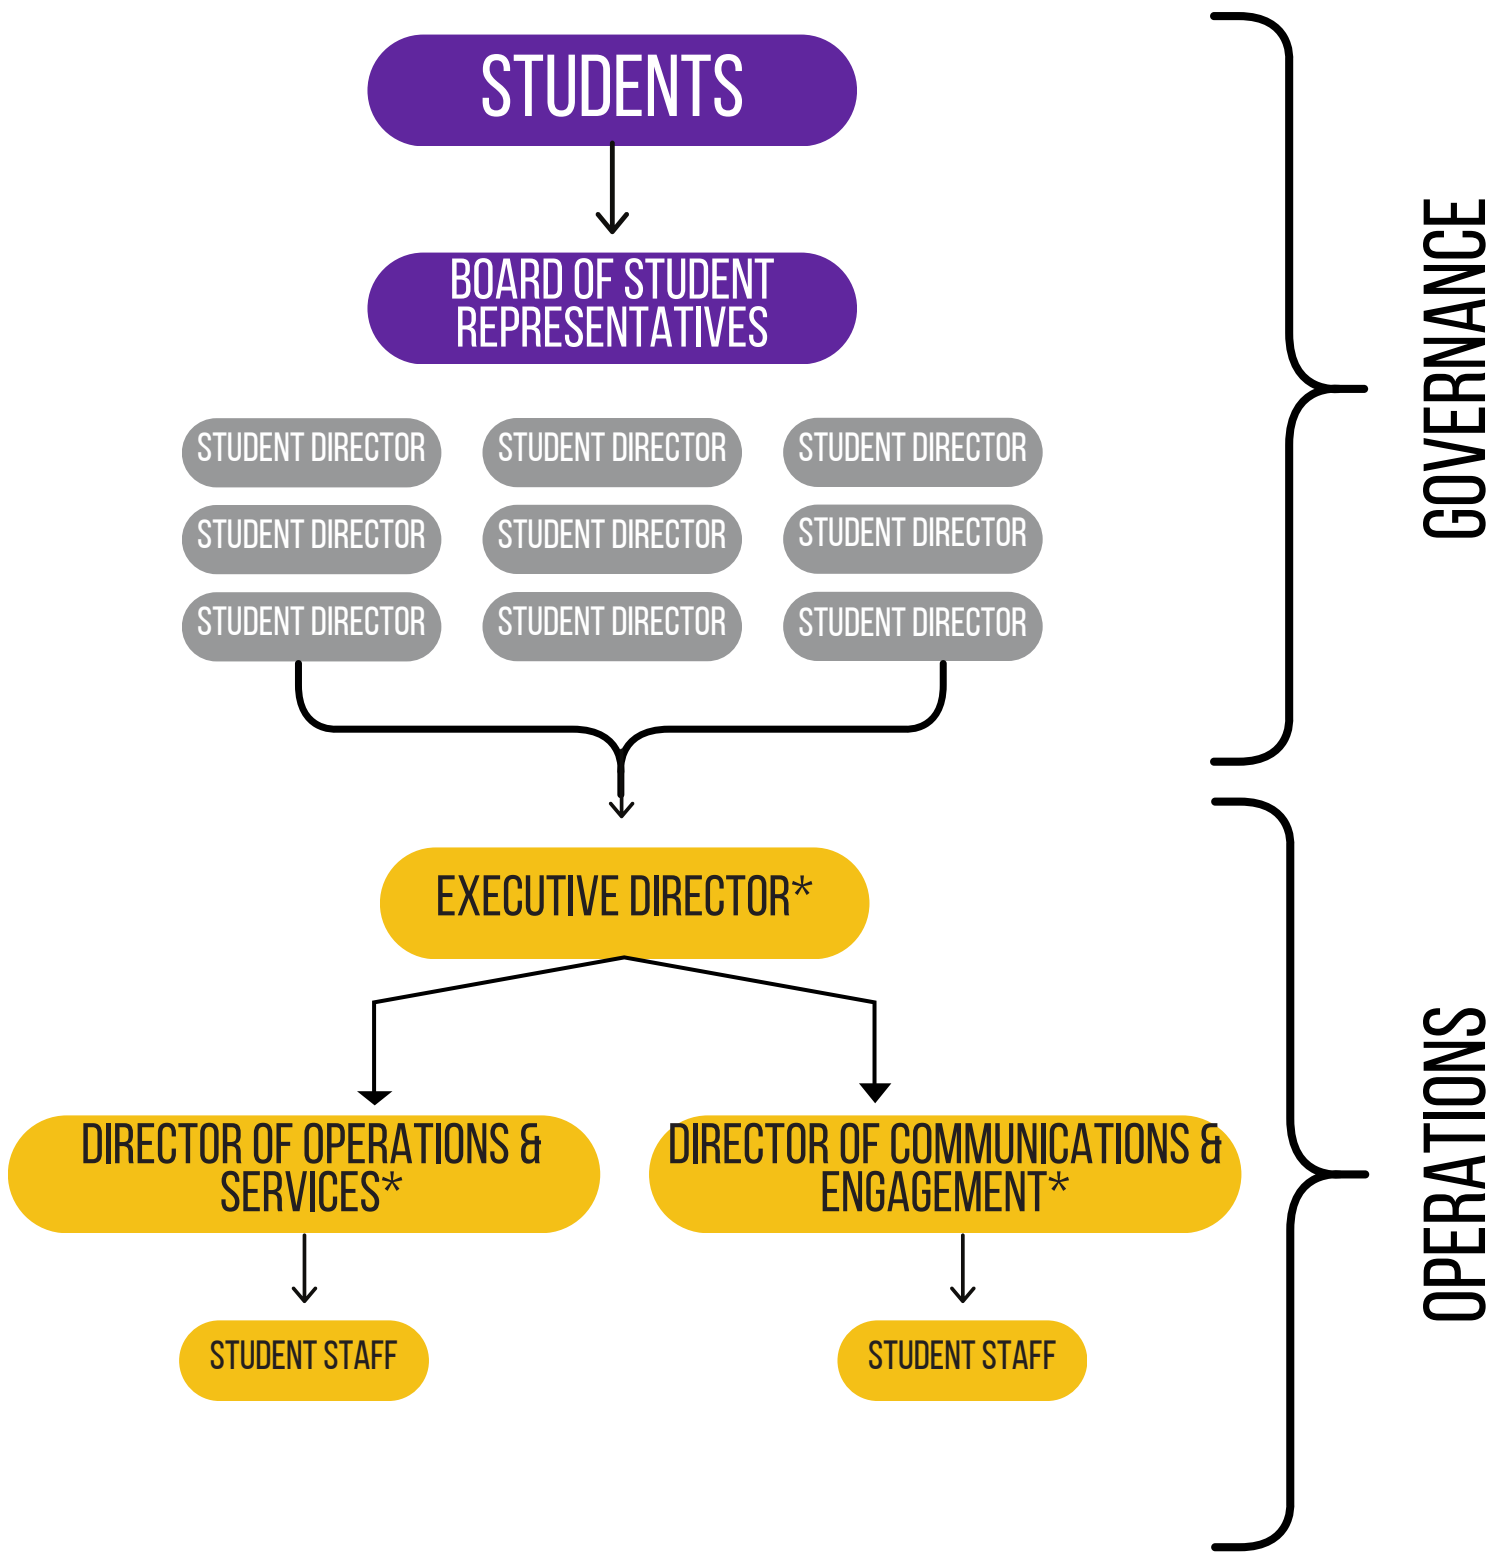 STUDENTS
BOARD OF STUDENT
REPRESENTATIVES
STUDENT DIRECTOR
STUDENT DIRECTOR
STUDENT DIRECTOR
STUDENT DIRECTOR
STUDENT DIRECTOR
STUDENT DIRECTOR
STUDENT DIRECTOR
STUDENT DIRECTOR
STUDENT DIRECTOR
GOVERNANCE
EXECUTIVE DIRECTOR*
DIRECTOR OF OPERATIONS &
SERVICES*
DIRECTOR OF COMMUNICATIONS &
ENGAGEMENT*
STUDENT STAFF
STUDENT STAFF
OPERATIONS